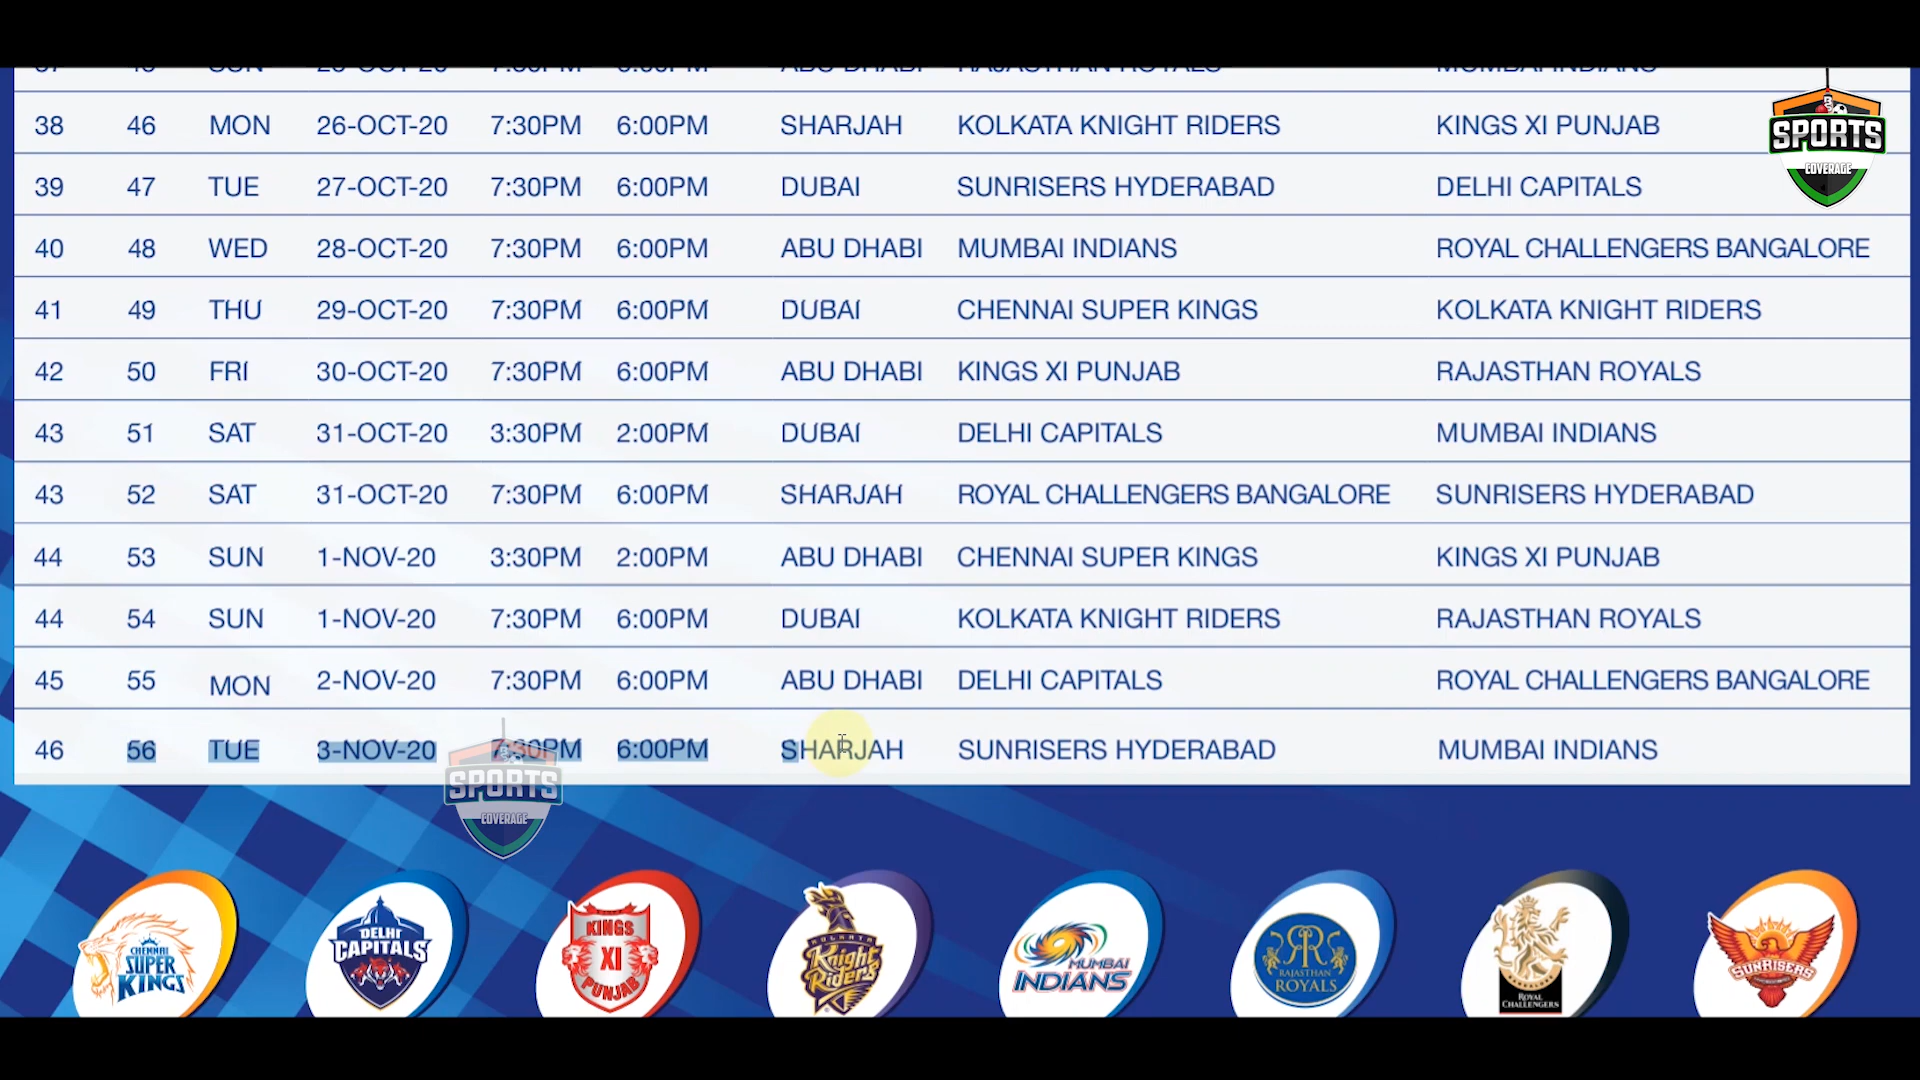 38 46 MON 26-OCT-20 7:30PM 6:00PM SHARJAH KOLKATA KNIGHT RIDERS KINGS XI PUNJAB
39 47 TUE 27-OCT-20 7:30PM 6:00PM DUBAI SUNRISERS HYDERABAD DELHI CAPITALS
40 48 WED 28-OCT-20 7:30PM 6:00PM ABU DHABI MUMBAI INDIANS ROYAL CHALLENGERS BANGALORE
41 49 THU 29-OCT-20 7:30PM 6:00PM DUBAI CHENNAI SUPER KINGS KOLKATA KNIGHT RIDERS
42 50 FRI 30-OCT-20 7:30PM 6:00PM ABU DHABI KINGS XI PUNJAB RAJASTHAN ROYALS
43 51 SAT 31-OCT-20 3:30PM 2:00PM DUBAI DELHI CAPITALS MUMBAI INDIANS
43 52 SAT 31-OCT-20 7:30PM 6:00PM SHARJAH ROYAL CHALLENGERS BANGALORE SUNRISERS HYDERABAD
44 53 SUN 1-NOV-20 3:30PM 2:00PM ABU DHABI CHENNAI SUPER KINGS KINGS XI PUNJAB
44 54 SUN 1-NOV-20 7:30PM 6:00PM DUBAI KOLKATA KNIGHT RIDERS RAJASTHAN ROYALS
45 55 MON 2-NOV-20 7:30PM 6:00PM ABU DHABI DELHI CAPITALS ROYAL CHALLENGERS BANGALORE
46 56 TUE 3-NOV-20 7:30PM 6:00PM SHARJAH SUNRISERS HYDERABAD MUMBAI INDIANS
SPORTS
COVERAGE
SPORTS
COVERAGE
CHENNAI
SUPER
KINGS
DELHI
CAPITALS
KINGS
XI
PUNJAB
KOLKATA
Knight
Riders
MUMBAI
INDIANS
RAJASTHAN
ROYALS
ROYAL
CHALLENGERS
SUNRISERS